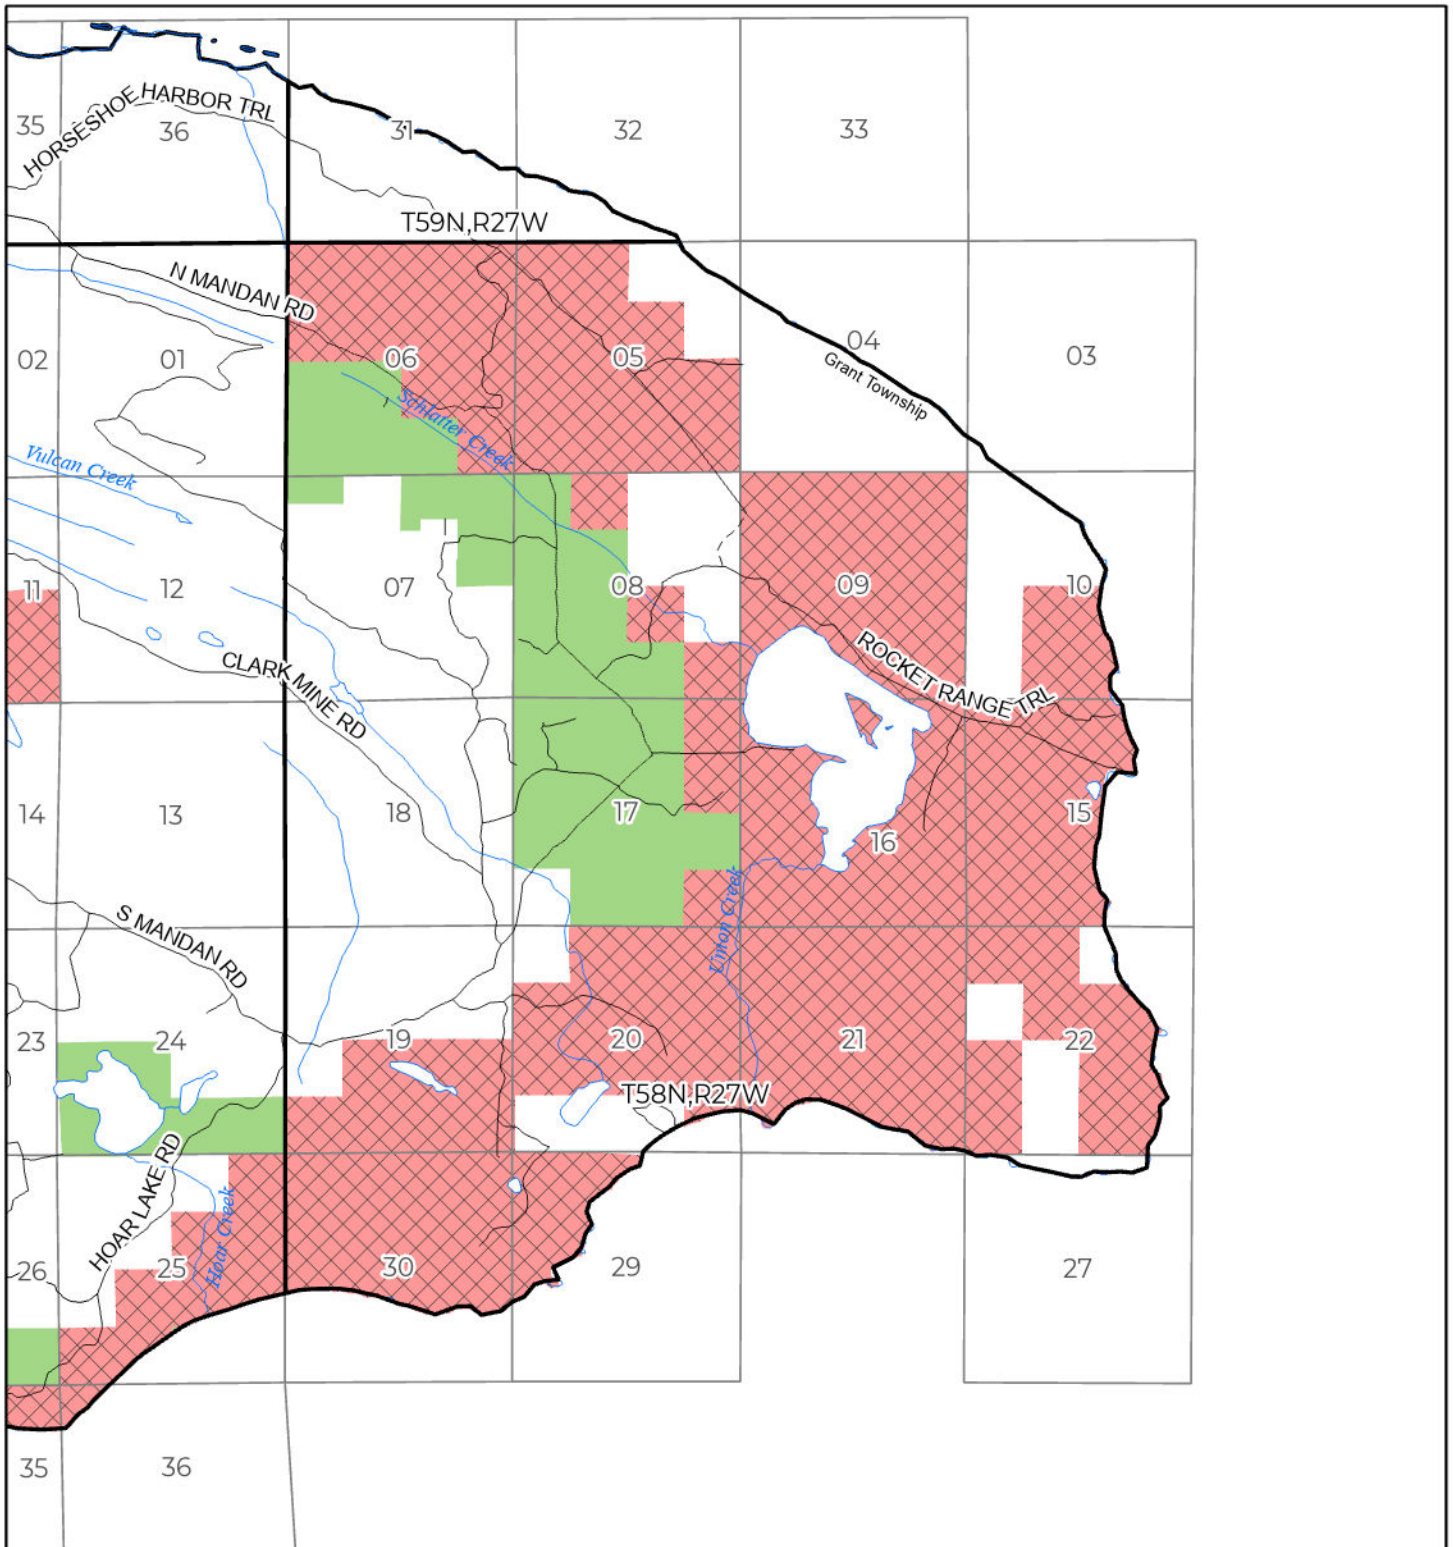 HORSESHOE HARBOR TRL
35
36
31
32
33
T59N,R27W
N MANDAN RD
02
01
06
05
04
03
Grant Township
Schlatter Creek
Vulcan Creek
11
12
07
08
09
10
CLARK MINE RD
ROCKET RANGE TRL
14
13
18
17
16
15
Union Creek
S MANDAN RD
23
24
19
20
21
22
T58N,R27W
HOAR LAKE RD
Hoar Creek
26
25
30
29
27
35
36